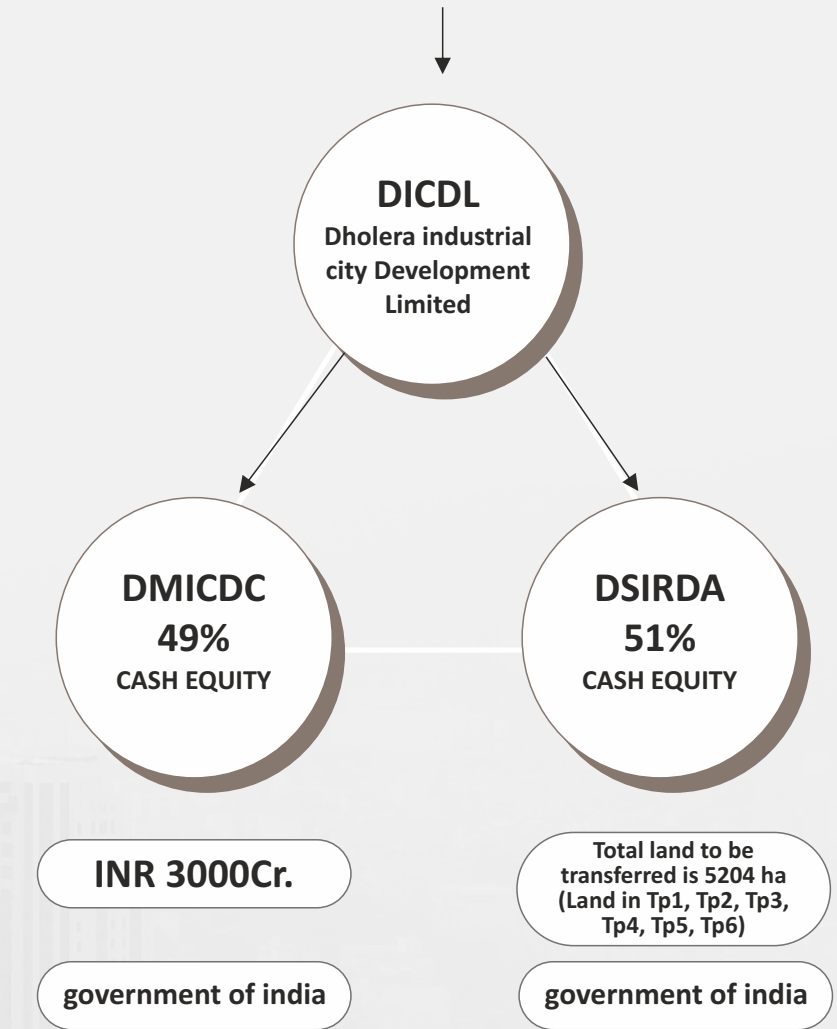 DICDL
Dholera industrial
city Development
Limited
DMICDC
49%
CASH EQUITY
DSIRDA
51%
CASH EQUITY
INR 3000Cr.
Total land to be
transferred is 5204 ha
(Land in Tp1, Tp2, Tp3,
Tp4, Tp5, Tp6)
government of india
government of india